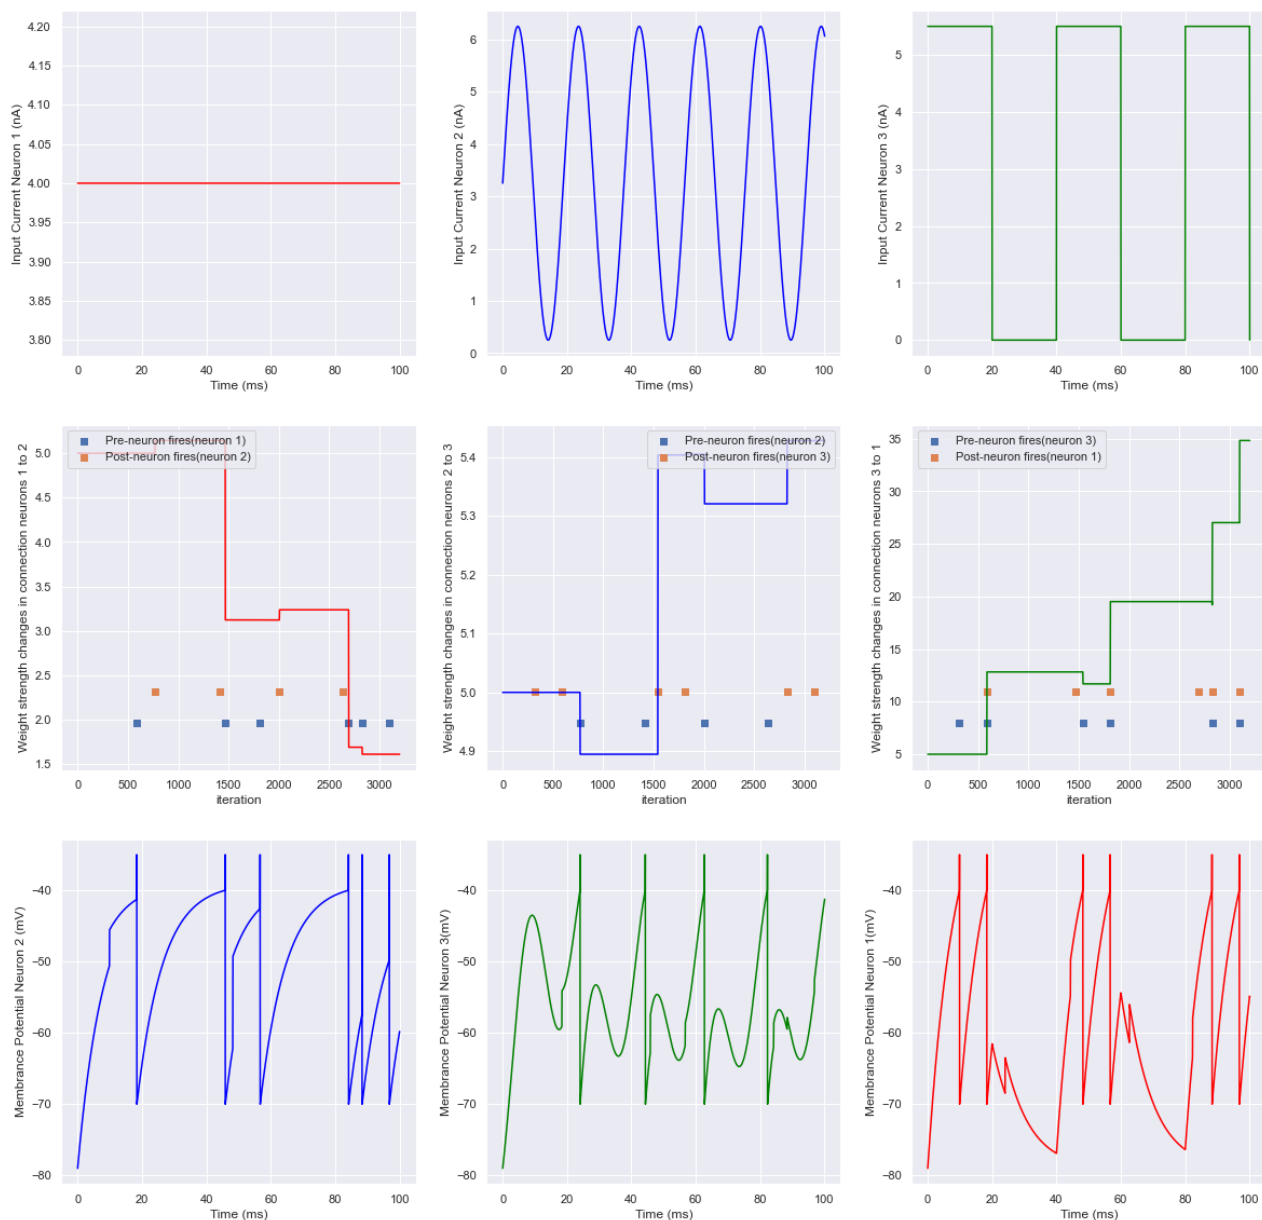 Input Current Neuron 1 (nA)
4.20
4.15
4.10
4.05
4.00
3.95
3.90
3.85
3.80
0 20 40 60 80 100
Time (ms)
Input Current Neuron 2 (nA)
6
5
4
3
2
1
0
0 20 40 60 80 100
Time (ms)
Input Current Neuron 3 (nA)
5
4
3
2
1
0
0 20 40 60 80 100
Time (ms)
Weight strength changes in connection neurons 1 to 2
5.0
4.5
4.0
3.5
3.0
2.5
2.0
1.5
Pre-neuron fires(neuron 1)
Post-neuron fires(neuron 2)
0 500 1000 1500 2000 2500 3000
iteration
Weight strength changes in connection neurons 2 to 3
5.4
5.3
5.2
5.1
5.0
4.9
Pre-neuron fires(neuron 2)
Post-neuron fires(neuron 3)
0 500 1000 1500 2000 2500 3000
iteration
Weight strength changes in connection neurons 3 to 1
35
30
25
20
15
10
5
Pre-neuron fires(neuron 3)
Post-neuron fires(neuron 1)
0 500 1000 1500 2000 2500 3000
iteration
Membrance Potential Neuron 2 (mV)
−40
−50
−60
−70
−80
0 20 40 60 80 100
Time (ms)
Membrance Potential Neuron 3(mV)
−40
−50
−60
−70
−80
0 20 40 60 80 100
Time (ms)
Membrance Potential Neuron 1(mV)
−40
−50
−60
−70
−80
0 20 40 60 80 100
Time (ms)